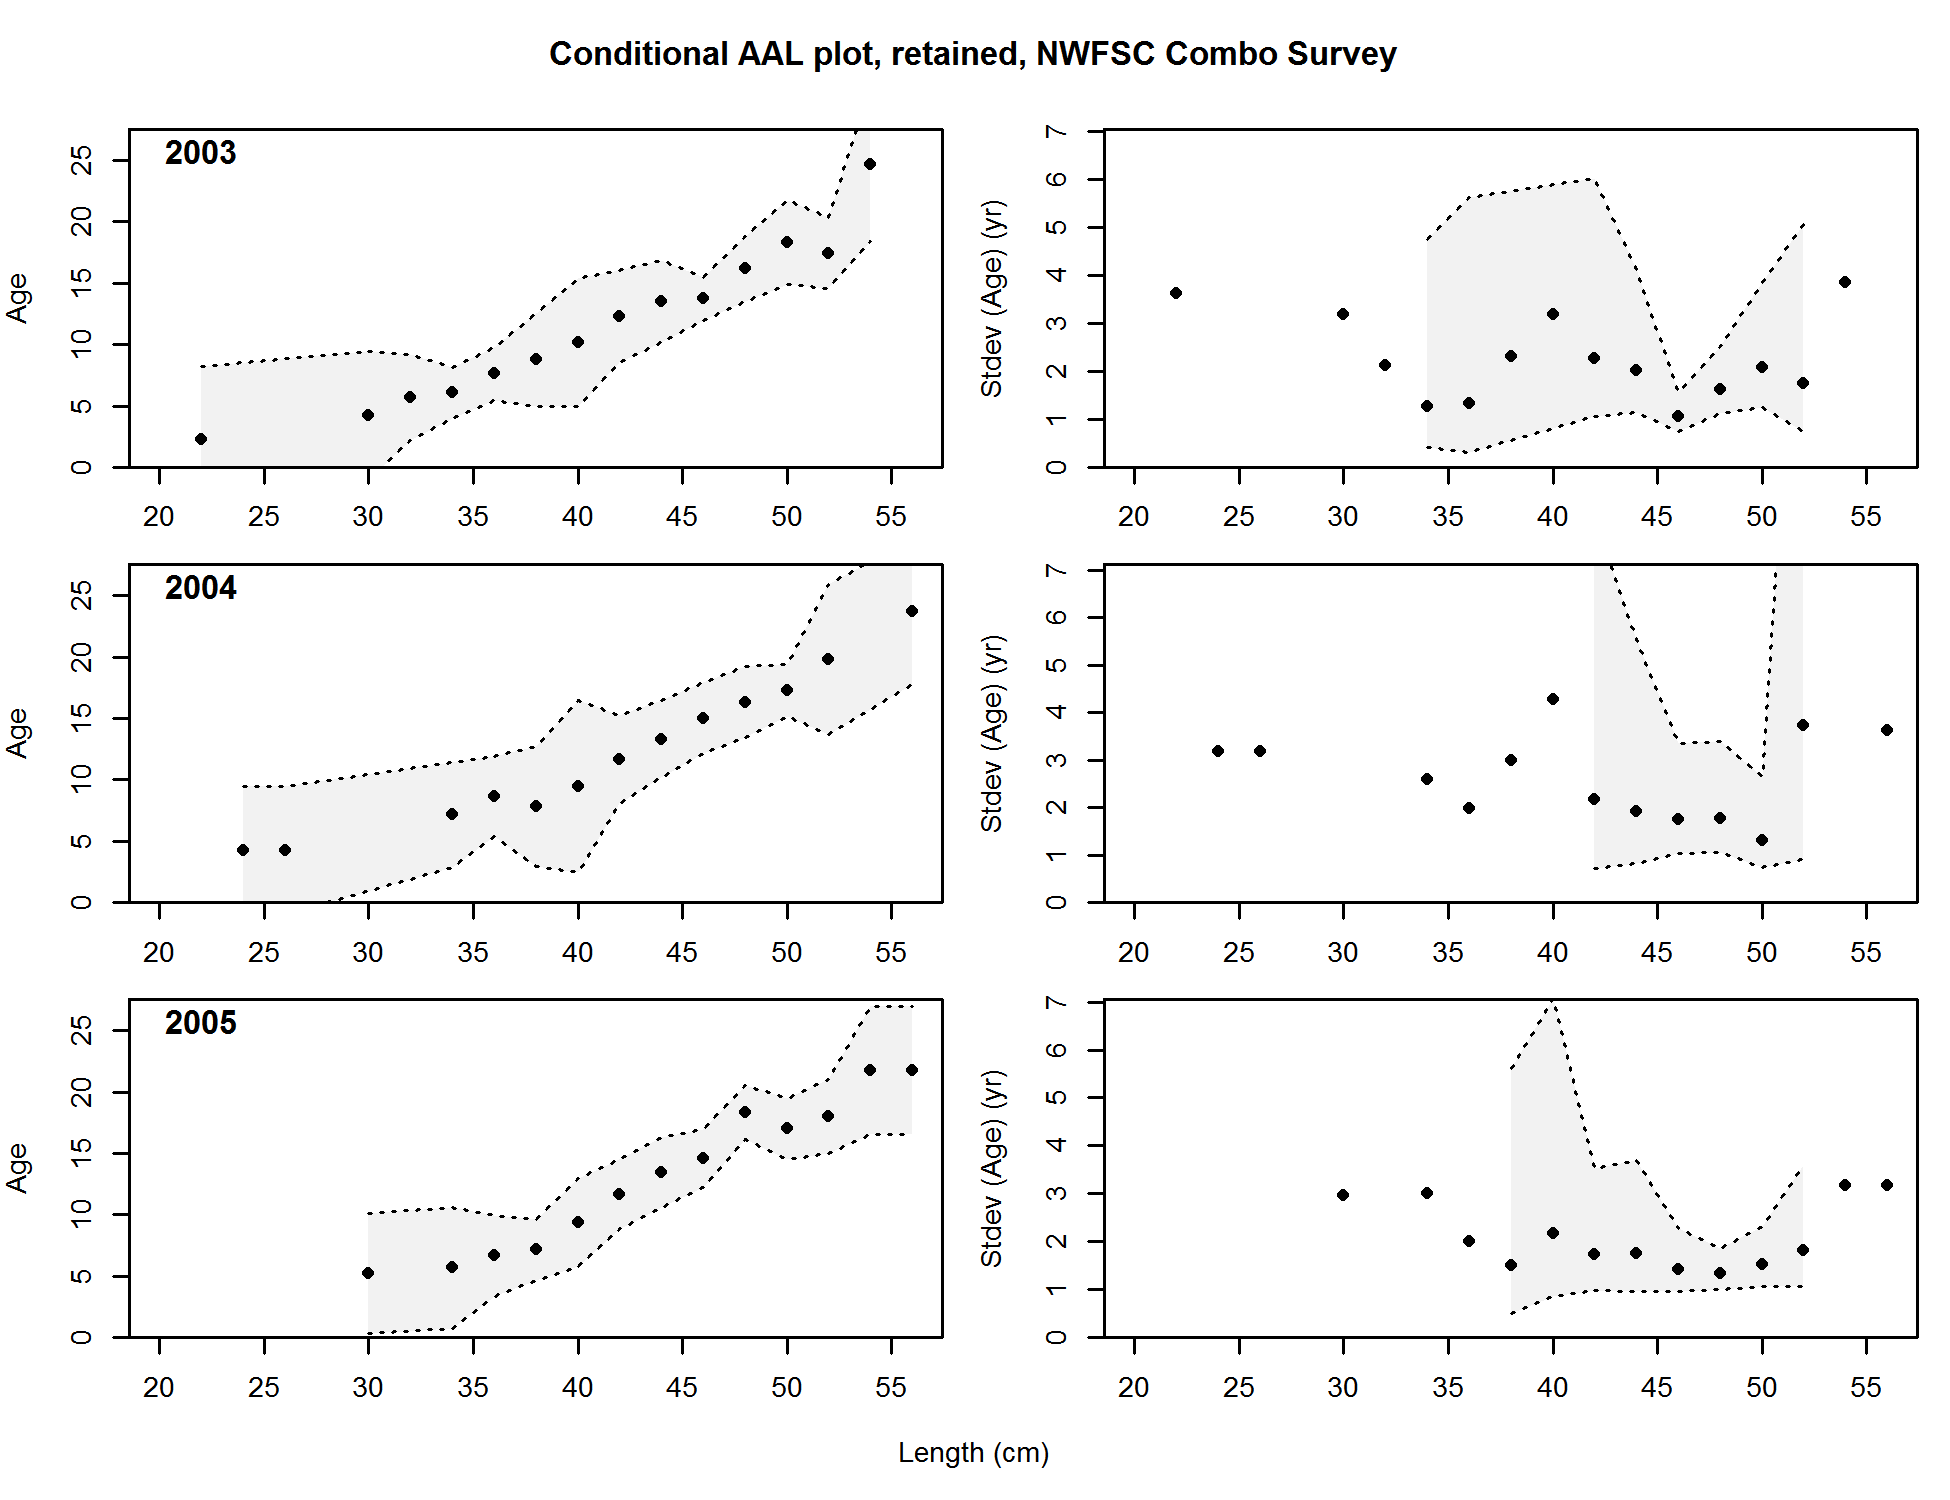 Conditional AAL plot, retained, NWFSC Combo Survey
2003
Age
0 5 10 15 20 25
20 25 30 35 40 45 50 55
Stdev (Age) (yr)
0 1 2 3 4 5 6 7
20 25 30 35 40 45 50 55
2004
Age
0 5 10 15 20 25
20 25 30 35 40 45 50 55
Stdev (Age) (yr)
0 1 2 3 4 5 6 7
20 25 30 35 40 45 50 55
2005
Age
0 5 10 15 20 25
20 25 30 35 40 45 50 55
Stdev (Age) (yr)
0 1 2 3 4 5 6 7
20 25 30 35 40 45 50 55
Length (cm)